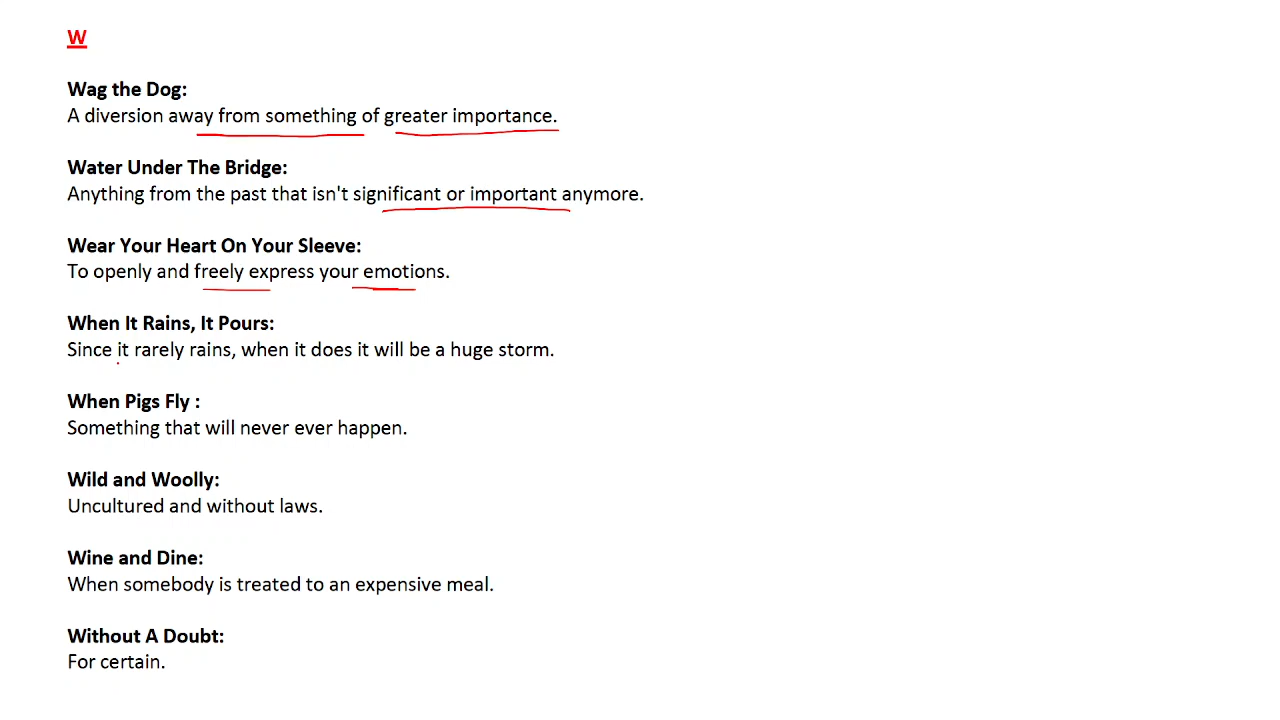 W
Wag the Dog:
A diversion away from something of greater importance.
Water Under The Bridge:
Anything from the past that isn't significant or important anymore.
Wear Your Heart On Your Sleeve:
To openly and freely express your emotions.
When It Rains, It Pours:
Since it rarely rains, when it does it will be a huge storm.
When Pigs Fly :
Something that will never ever happen.
Wild and Woolly:
Uncultured and without laws.
Wine and Dine:
When somebody is treated to an expensive meal.
Without A Doubt:
For certain.